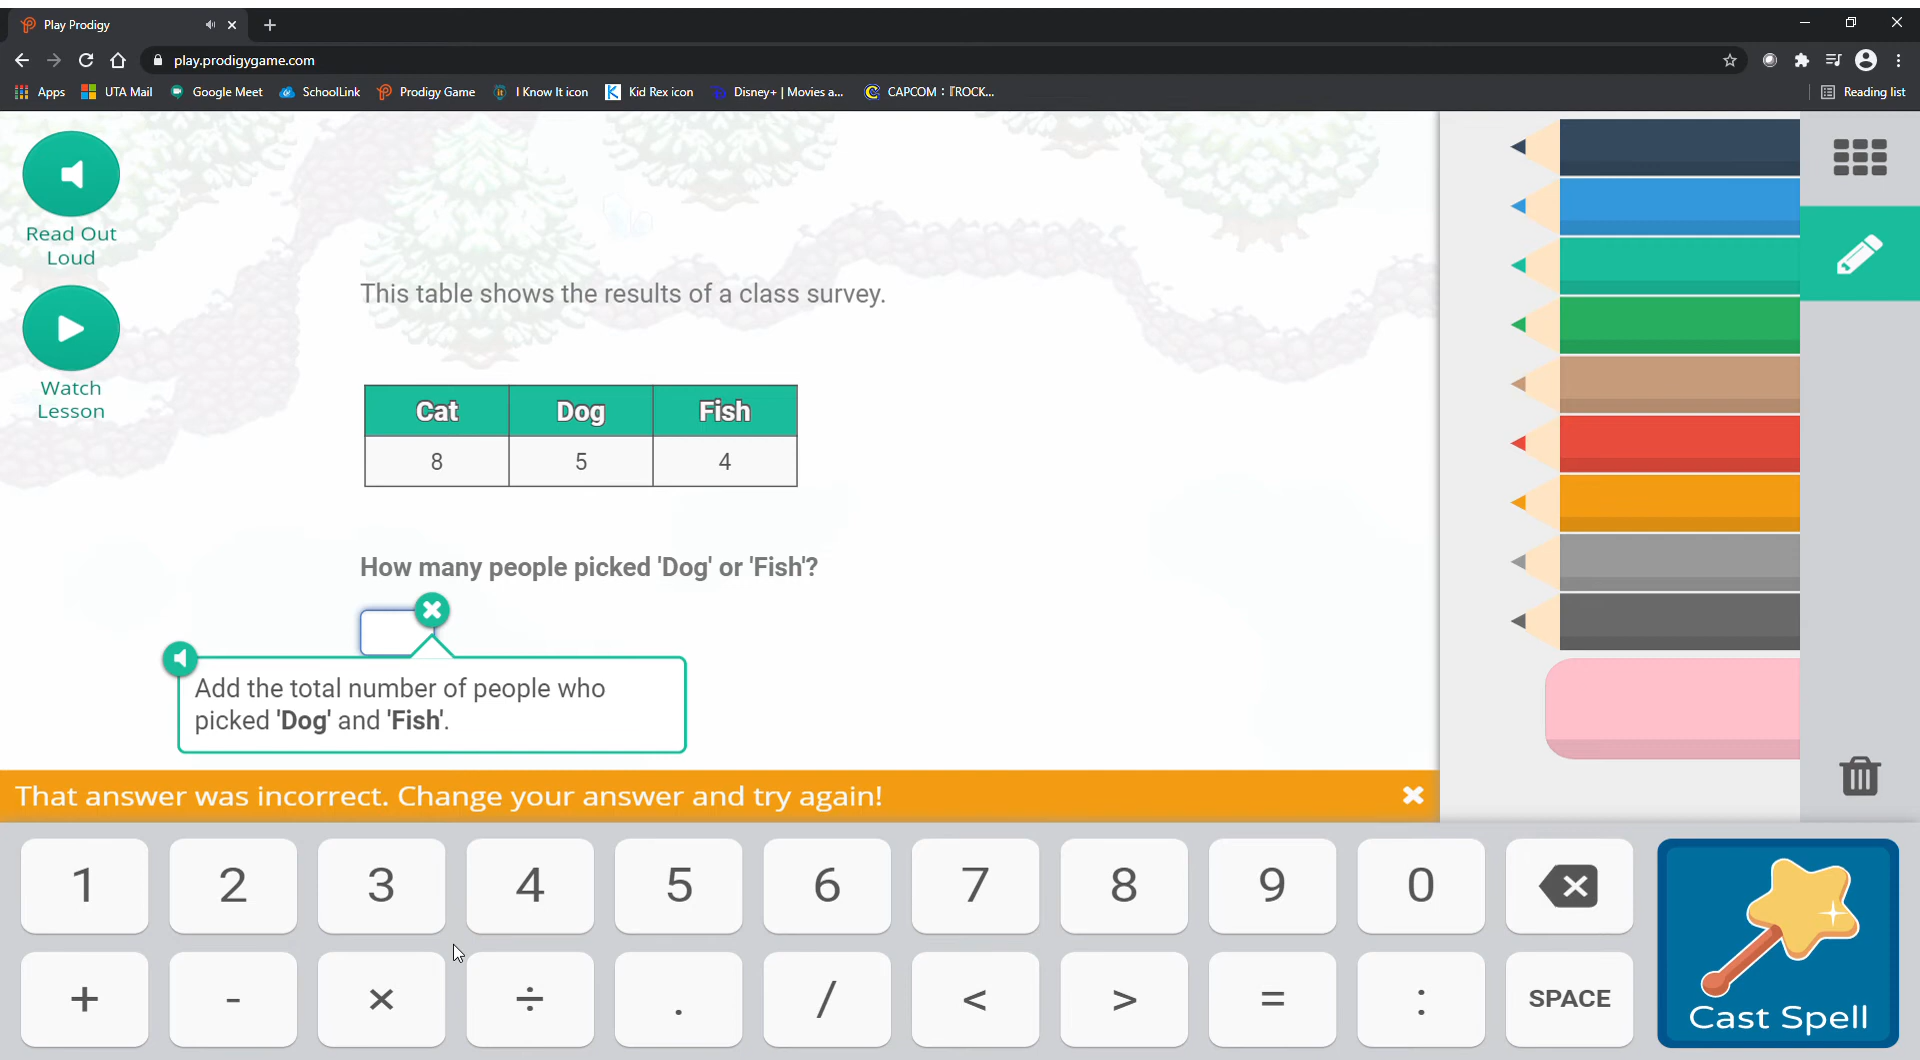 Play Prodigy
play.prodigygame.com
Apps UTA Mail Google Meet SchoolLink Prodigy Game I Know It icon Kid Rex icon Disney+ | Movies a... CAPCOM：『ROCK... Reading list
Read Out
Loud
Watch
Lesson
This table shows the results of a class survey.
Cat Dog Fish
8 5 4
How many people picked 'Dog' or 'Fish'?
Add the total number of people who
picked 'Dog' and 'Fish'.
That answer was incorrect. Change your answer and try again!
1 2 3 4 5 6 7 8 9 0
+ - × ÷ . / < > = : SPACE
Cast Spell